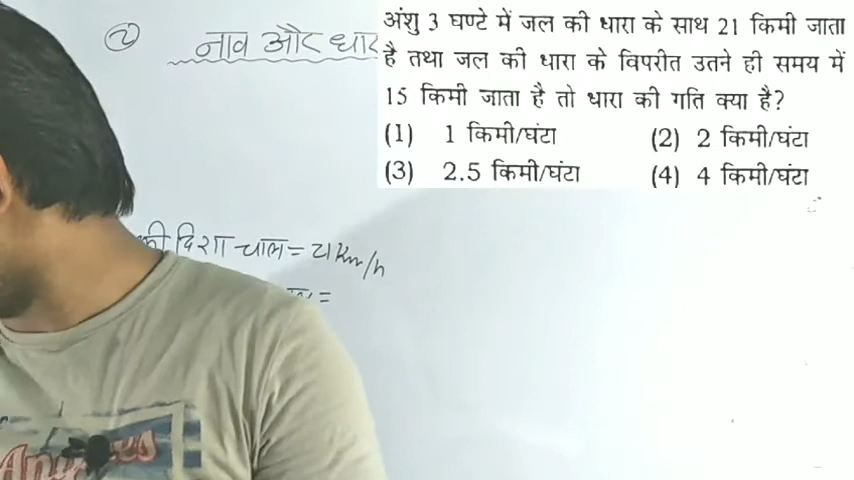 अंशु 3 घण्टे में जल की धारा के साथ 21 किमी जाता
है तथा जल की धारा के विपरीत उतने ही समय में
15 किमी जाता है तो धारा की गति क्या है?
(1) 1 किमी/घंटा (2) 2 किमी/घंटा
(3) 2.5 किमी/घंटा (4) 4 किमी/घंटा
② नाव और धार
की दिशा चाल = 21 Km/h
=